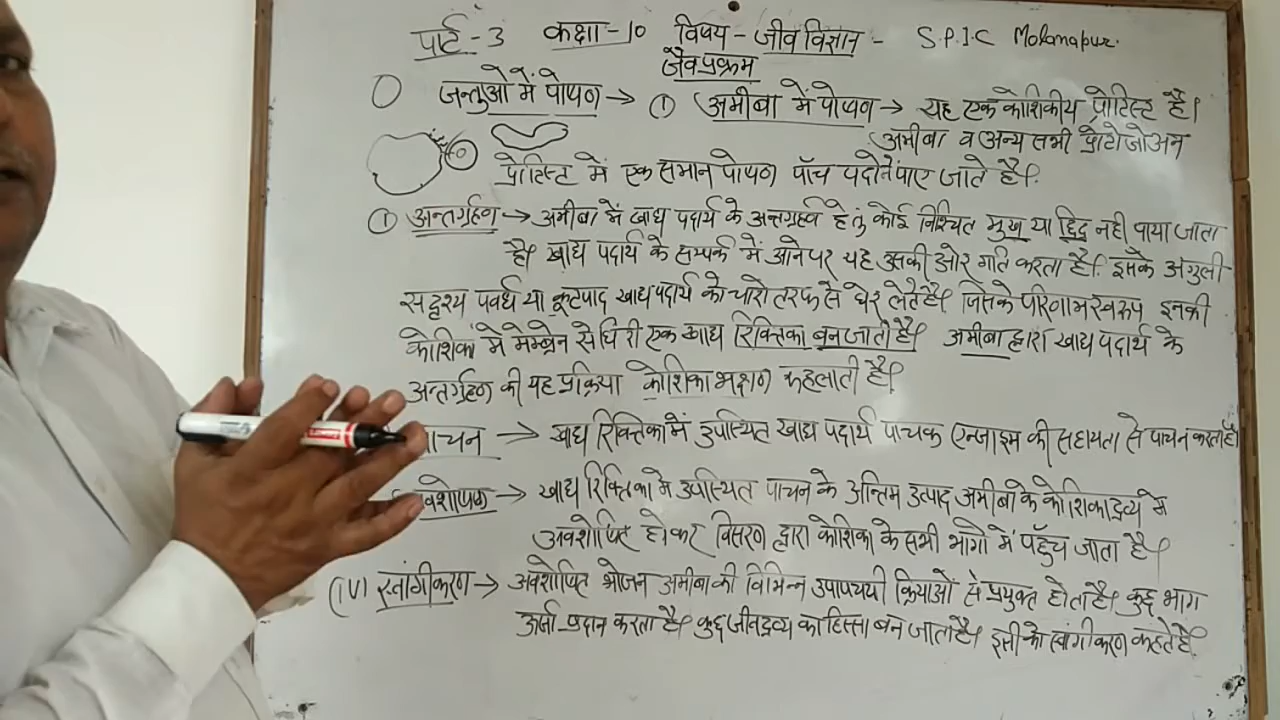 पार्ट-3 कक्षा-10 विषय - जीव विज्ञान - S.P.I.C Molanapur.
जैव प्रक्रम
जन्तुओं में पोषण → (1) अमीबा में पोषण → यह एक कोशिकीय प्रोटिस्ट है।
अमीबा व अन्य सभी प्रोटोजोअन
प्रोटिस्ट में एक समान पोषण पाँच पदों में पाए जाते है।
(1) अन्तर्ग्रहण → अमीबा में खाद्य पदार्थ के अन्तर्ग्रहण हेतु कोई निश्चित मुख या छिद्र नही पाया जाता
है। खाद्य पदार्थ के सम्पर्क में आने पर यह उसकी ओर गति करता है। इसके अंगुली
सदृश्य पवर्ध या कूटपाद खाद्य पदार्थ को चारो तरफ से घेर लेते है। जिसके परिणाम स्वरूप इनकी
कोशिका में मेम्ब्रेन से घिरी एक खाद्य रिक्तिका बन जाती है। अमीबा द्वारा खाद्य पदार्थ के
अन्तर्ग्रहण की यह प्रक्रिया कोशिका भक्षण कहलाती है।
पाचन → खाद्य रिक्तिका में उपस्थित खाद्य पदार्थ पाचक एन्जाइम की सहायता से पाचन करता है।
अवशोषण → खाद्य रिक्तिका में उपस्थित पाचन के अन्तिम उत्पाद अमीबा के कोशिका द्रव्य में
अवशोषित होकर विसरण द्वारा कोशिका के सभी भागो में पहुँच जाता है।
(IV) स्वांगीकरण → अवशोषित भोजन अमीबा की विभिन्न उपापचयी क्रियाओं से प्रयुक्त होता है। कुछ भाग
ऊर्जा प्रदान करता है। कुछ जीवद्रव्य का हिस्सा बन जाता है। इसी को स्वांगीकरण कहते है।